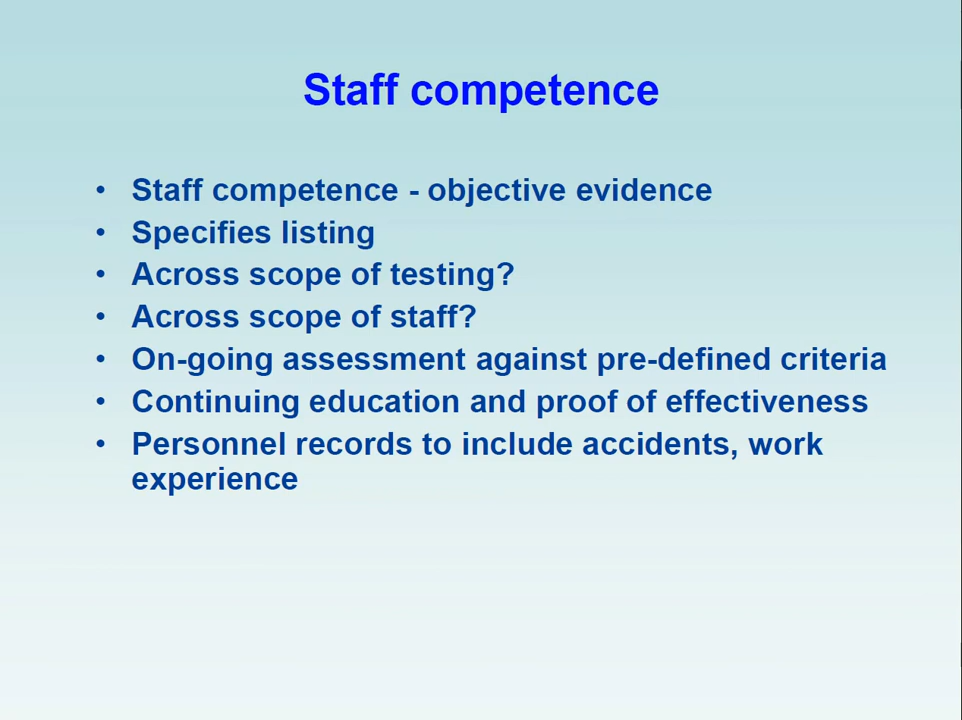 Staff competence
• Staff competence - objective evidence
• Specifies listing
• Across scope of testing?
• Across scope of staff?
• On-going assessment against pre-defined criteria
• Continuing education and proof of effectiveness
• Personnel records to include accidents, work
experience